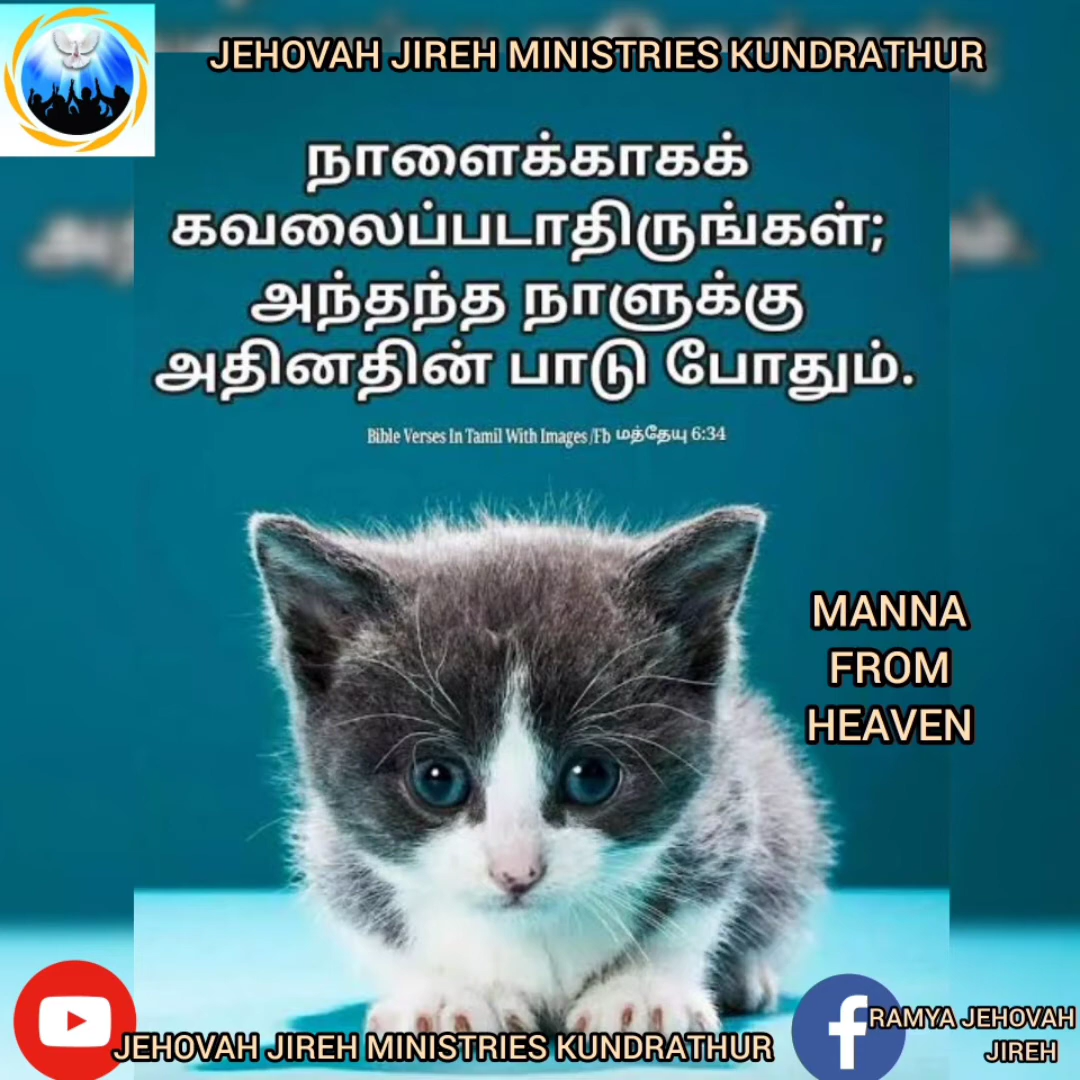 JEHOVAH JIREH MINISTRIES KUNDRATHUR
நாளைக்காகக்
கவலைப்படாதிருங்கள்;
அந்தந்த நாளுக்கு
அதினதின் பாடு போதும்.
Bible Verses In Tamil With Images /Fb மத்தேயு 6:34
MANNA
FROM
HEAVEN
JEHOVAH JIREH MINISTRIES KUNDRATHUR
RAMYA JEHOVAH
JIREH